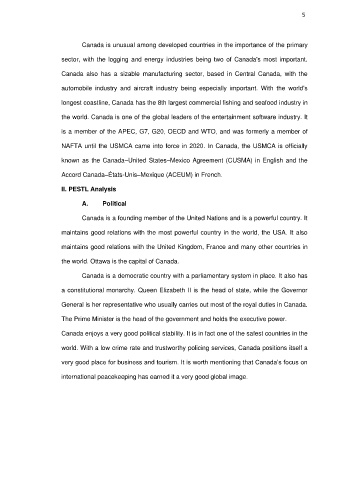 5
Canada is unusual among developed countries in the importance of the primary
sector, with the logging and energy industries being two of Canada's most important.
Canada also has a sizable manufacturing sector, based in Central Canada, with the
automobile industry and aircraft industry being especially important. With the world's
longest coastline, Canada has the 8th largest commercial fishing and seafood industry in
the world. Canada is one of the global leaders of the entertainment software industry. It
is a member of the APEC, G7, G20, OECD and WTO, and was formerly a member of
NAFTA until the USMCA came into force in 2020. In Canada, the USMCA is officially
known as the Canada–United States–Mexico Agreement (CUSMA) in English and the
Accord Canada–États-Unis–Mexique (ACEUM) in French.
II. PESTL Analysis
A. Political
Canada is a founding member of the United Nations and is a powerful country. It
maintains good relations with the most powerful country in the world, the USA. It also
maintains good relations with the United Kingdom, France and many other countries in
the world. Ottawa is the capital of Canada.
Canada is a democratic country with a parliamentary system in place. It also has
a constitutional monarchy. Queen Elizabeth II is the head of state, while the Governor
General is her representative who usually carries out most of the royal duties in Canada.
The Prime Minister is the head of the government and holds the executive power.
Canada enjoys a very good political stability. It is in fact one of the safest countries in the
world. With a low crime rate and trustworthy policing services, Canada positions itself a
very good place for business and tourism. It is worth mentioning that Canada's focus on
international peacekeeping has earned it a very good global image.